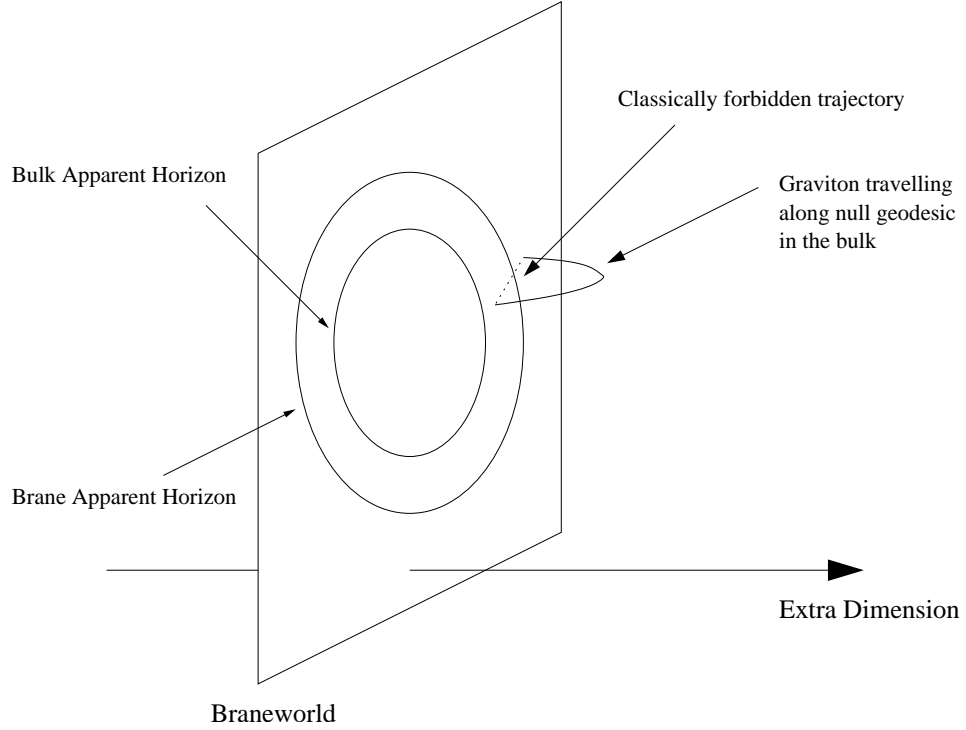 Classically forbidden trajectory
Bulk Apparent Horizon
Graviton travelling
along null geodesic
in the bulk
Brane Apparent Horizon
Extra Dimension
Braneworld